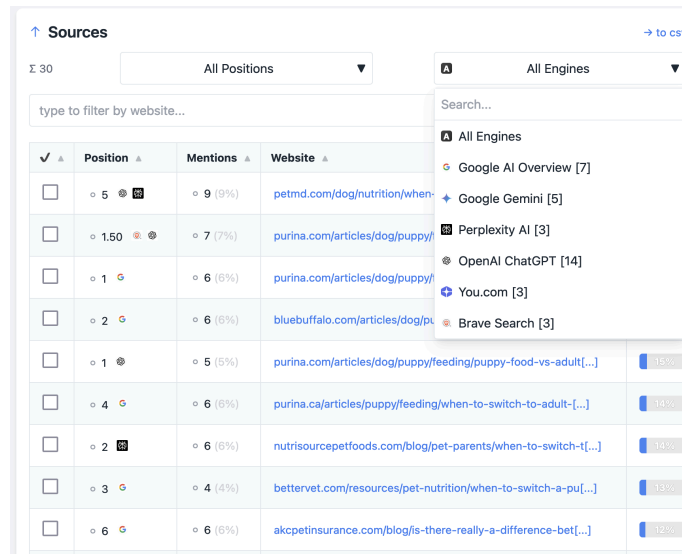 ↑ Sources
→ to cs
Σ 30
All Positions ▼
A All Engines ▼
type to filter by website...
Search...
A All Engines
Google AI Overview [7]
Google Gemini [5]
Perplexity AI [3]
OpenAI ChatGPT [14]
You.com [3]
Brave Search [3]
✓ ▲ Position ▲ Mentions ▲ Website ▲
5 9 (9%) petmd.com/dog/nutrition/when-
1.50 7 (7%) purina.com/articles/dog/puppy/
1 6 (6%) purina.com/articles/dog/puppy/
2 6 (6%) bluebuffalo.com/articles/dog/pu
1 5 (5%) purina.com/articles/dog/puppy/feeding/puppy-food-vs-adult[...] 15%
4 6 (6%) purina.ca/articles/puppy/feeding/when-to-switch-to-adult-[...] 14%
2 6 (6%) nutrisourcepetfoods.com/blog/pet-parents/when-to-switch-t[...] 14%
3 4 (4%) bettervet.com/resources/pet-nutrition/when-to-switch-a-pu[...] 13%
6 6 (6%) akcpetinsurance.com/blog/is-there-really-a-difference-bet[...] 12%